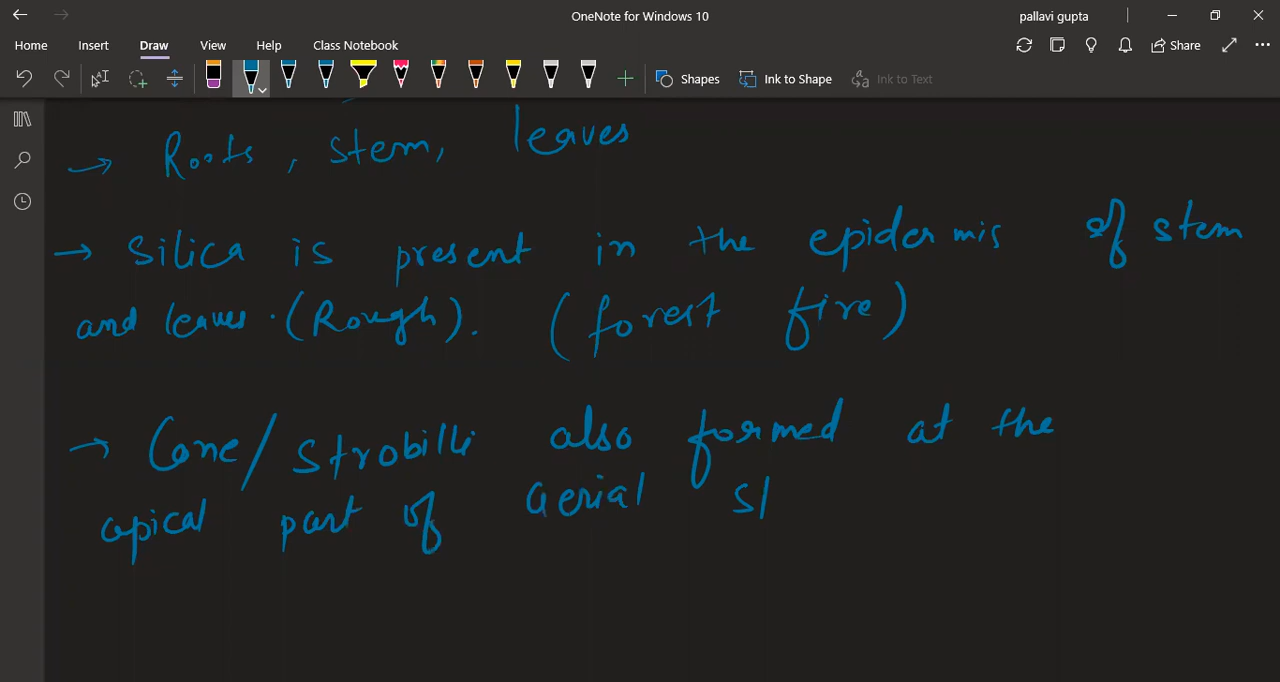 OneNote for Windows 10
pallavi gupta
Home Insert Draw View Help Class Notebook
Share
Shapes Ink to Shape Ink to Text
→ Roots, stem, leaves
→ Silica is present in the epidermis of stem
and leaves. (Rough). (forest fire)
→ Cone/strobilli also formed at the
apical part of aerial